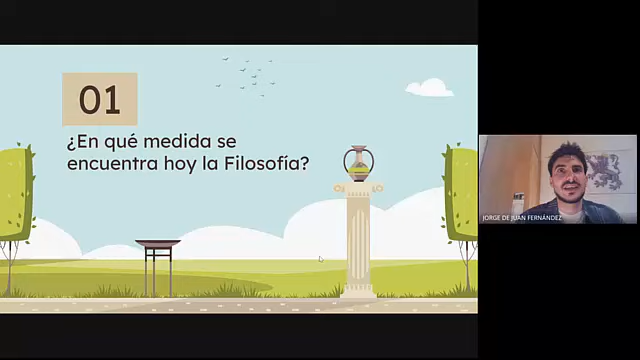 01
¿En qué medida se
encuentra hoy la Filosofía?
JORGE DE JUAN FERNÁNDEZ